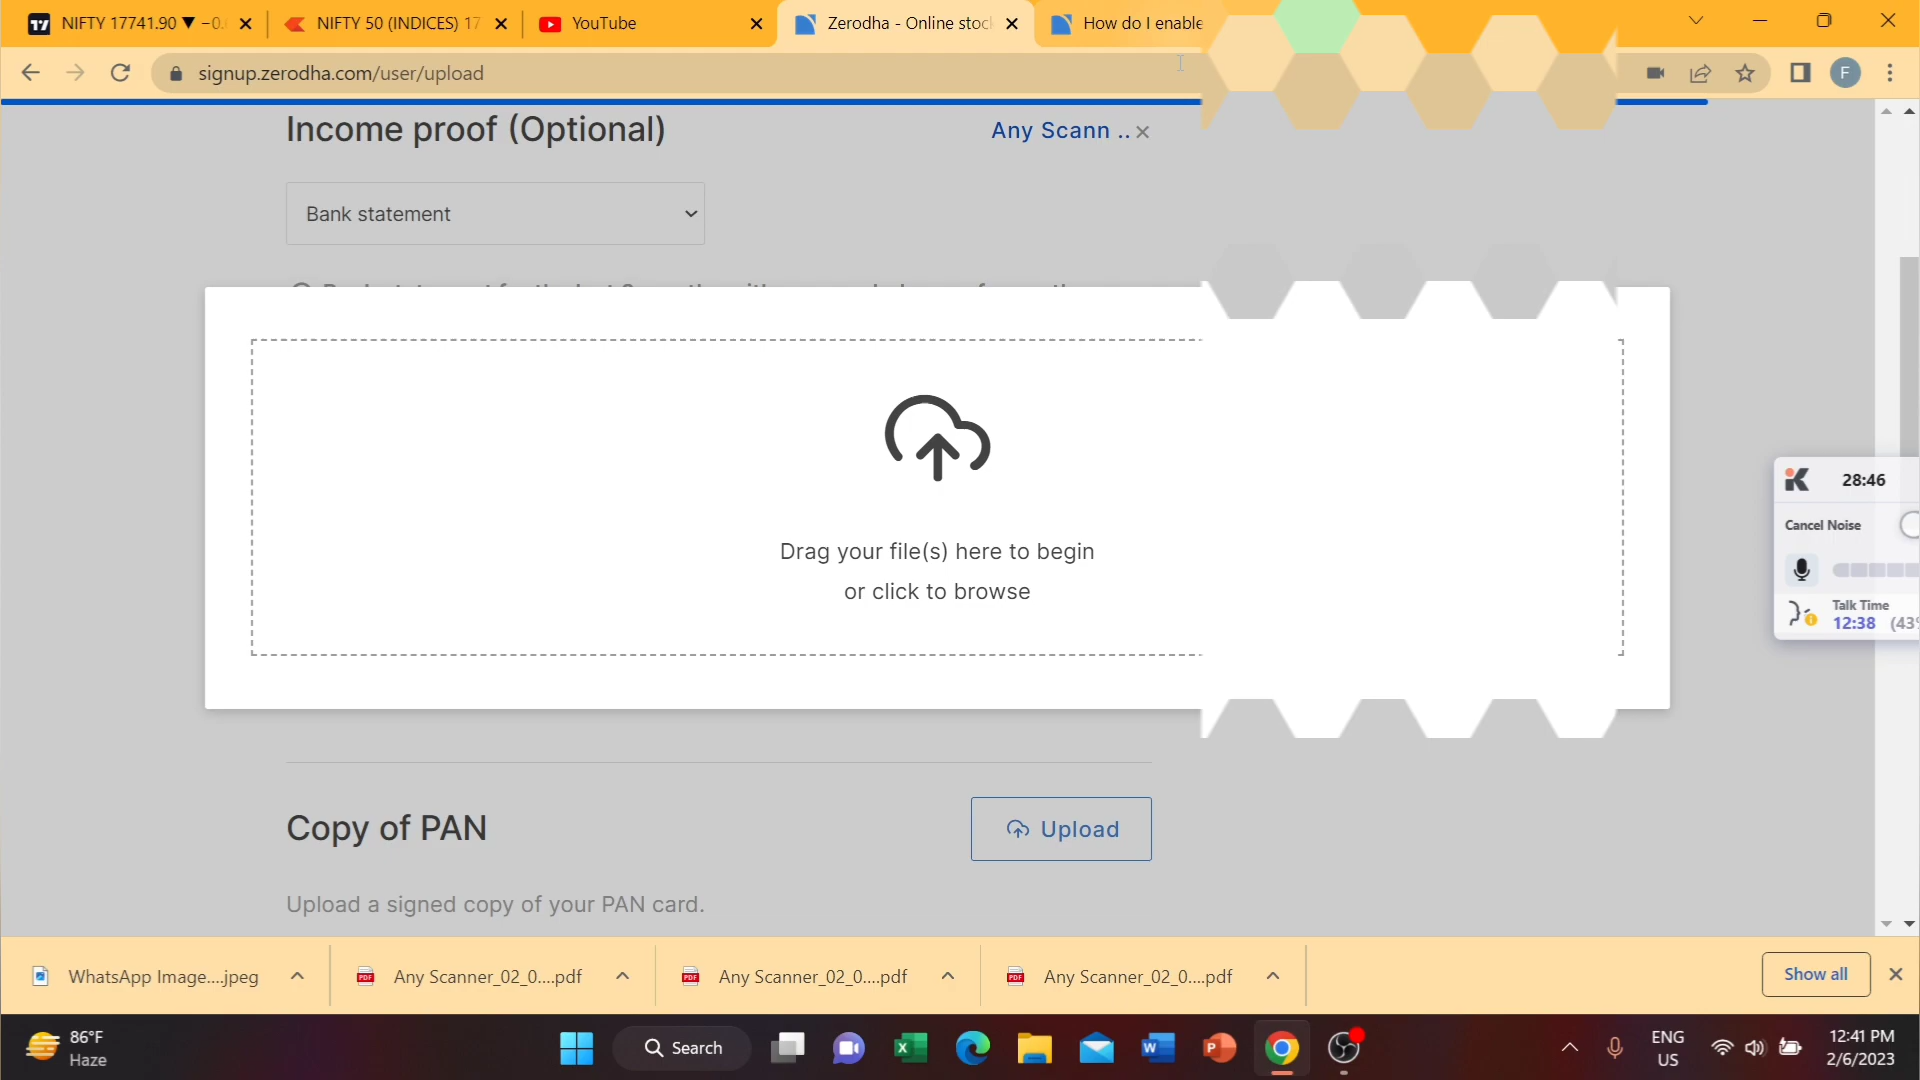 NIFTY 17741.90 ▼ −0.
NIFTY 50 (INDICES) 17
YouTube
Zerodha - Online stoc
How do I enable
signup.zerodha.com/user/upload
F
Income proof (Optional)
Any Scann ..
Bank statement
28:46
Cancel Noise
Talk Time
12:38 (43%
Drag your file(s) here to begin
or click to browse
Copy of PAN
Upload
Upload a signed copy of your PAN card.
WhatsApp Image....jpeg
Any Scanner_02_0....pdf
Any Scanner_02_0....pdf
Any Scanner_02_0....pdf
Show all
86°F
Haze
Search
ENG
US
12:41 PM
2/6/2023